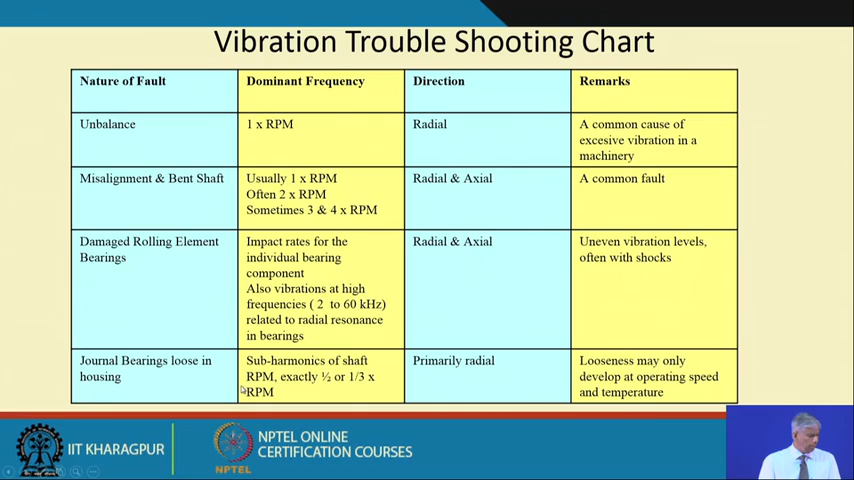 Vibration Trouble Shooting Chart
Nature of Fault
Dominant Frequency
Direction
Remarks
Unbalance
1 x RPM
Radial
A common cause of
excesive vibration in a
machinery
Misalignment & Bent Shaft
Usually 1 x RPM
Often 2 x RPM
Sometimes 3 & 4 x RPM
Radial & Axial
A common fault
Damaged Rolling Element
Bearings
Impact rates for the
individual bearing
component
Also vibrations at high
frequencies ( 2 to 60 kHz)
related to radial resonance
in bearings
Radial & Axial
Uneven vibration levels,
often with shocks
Journal Bearings loose in
housing
Sub-harmonics of shaft
RPM, exactly ½ or 1/3 x
RPM
Primarily radial
Looseness may only
develop at operating speed
and temperature
IIT KHARAGPUR
NPTEL
NPTEL ONLINE
CERTIFICATION COURSES